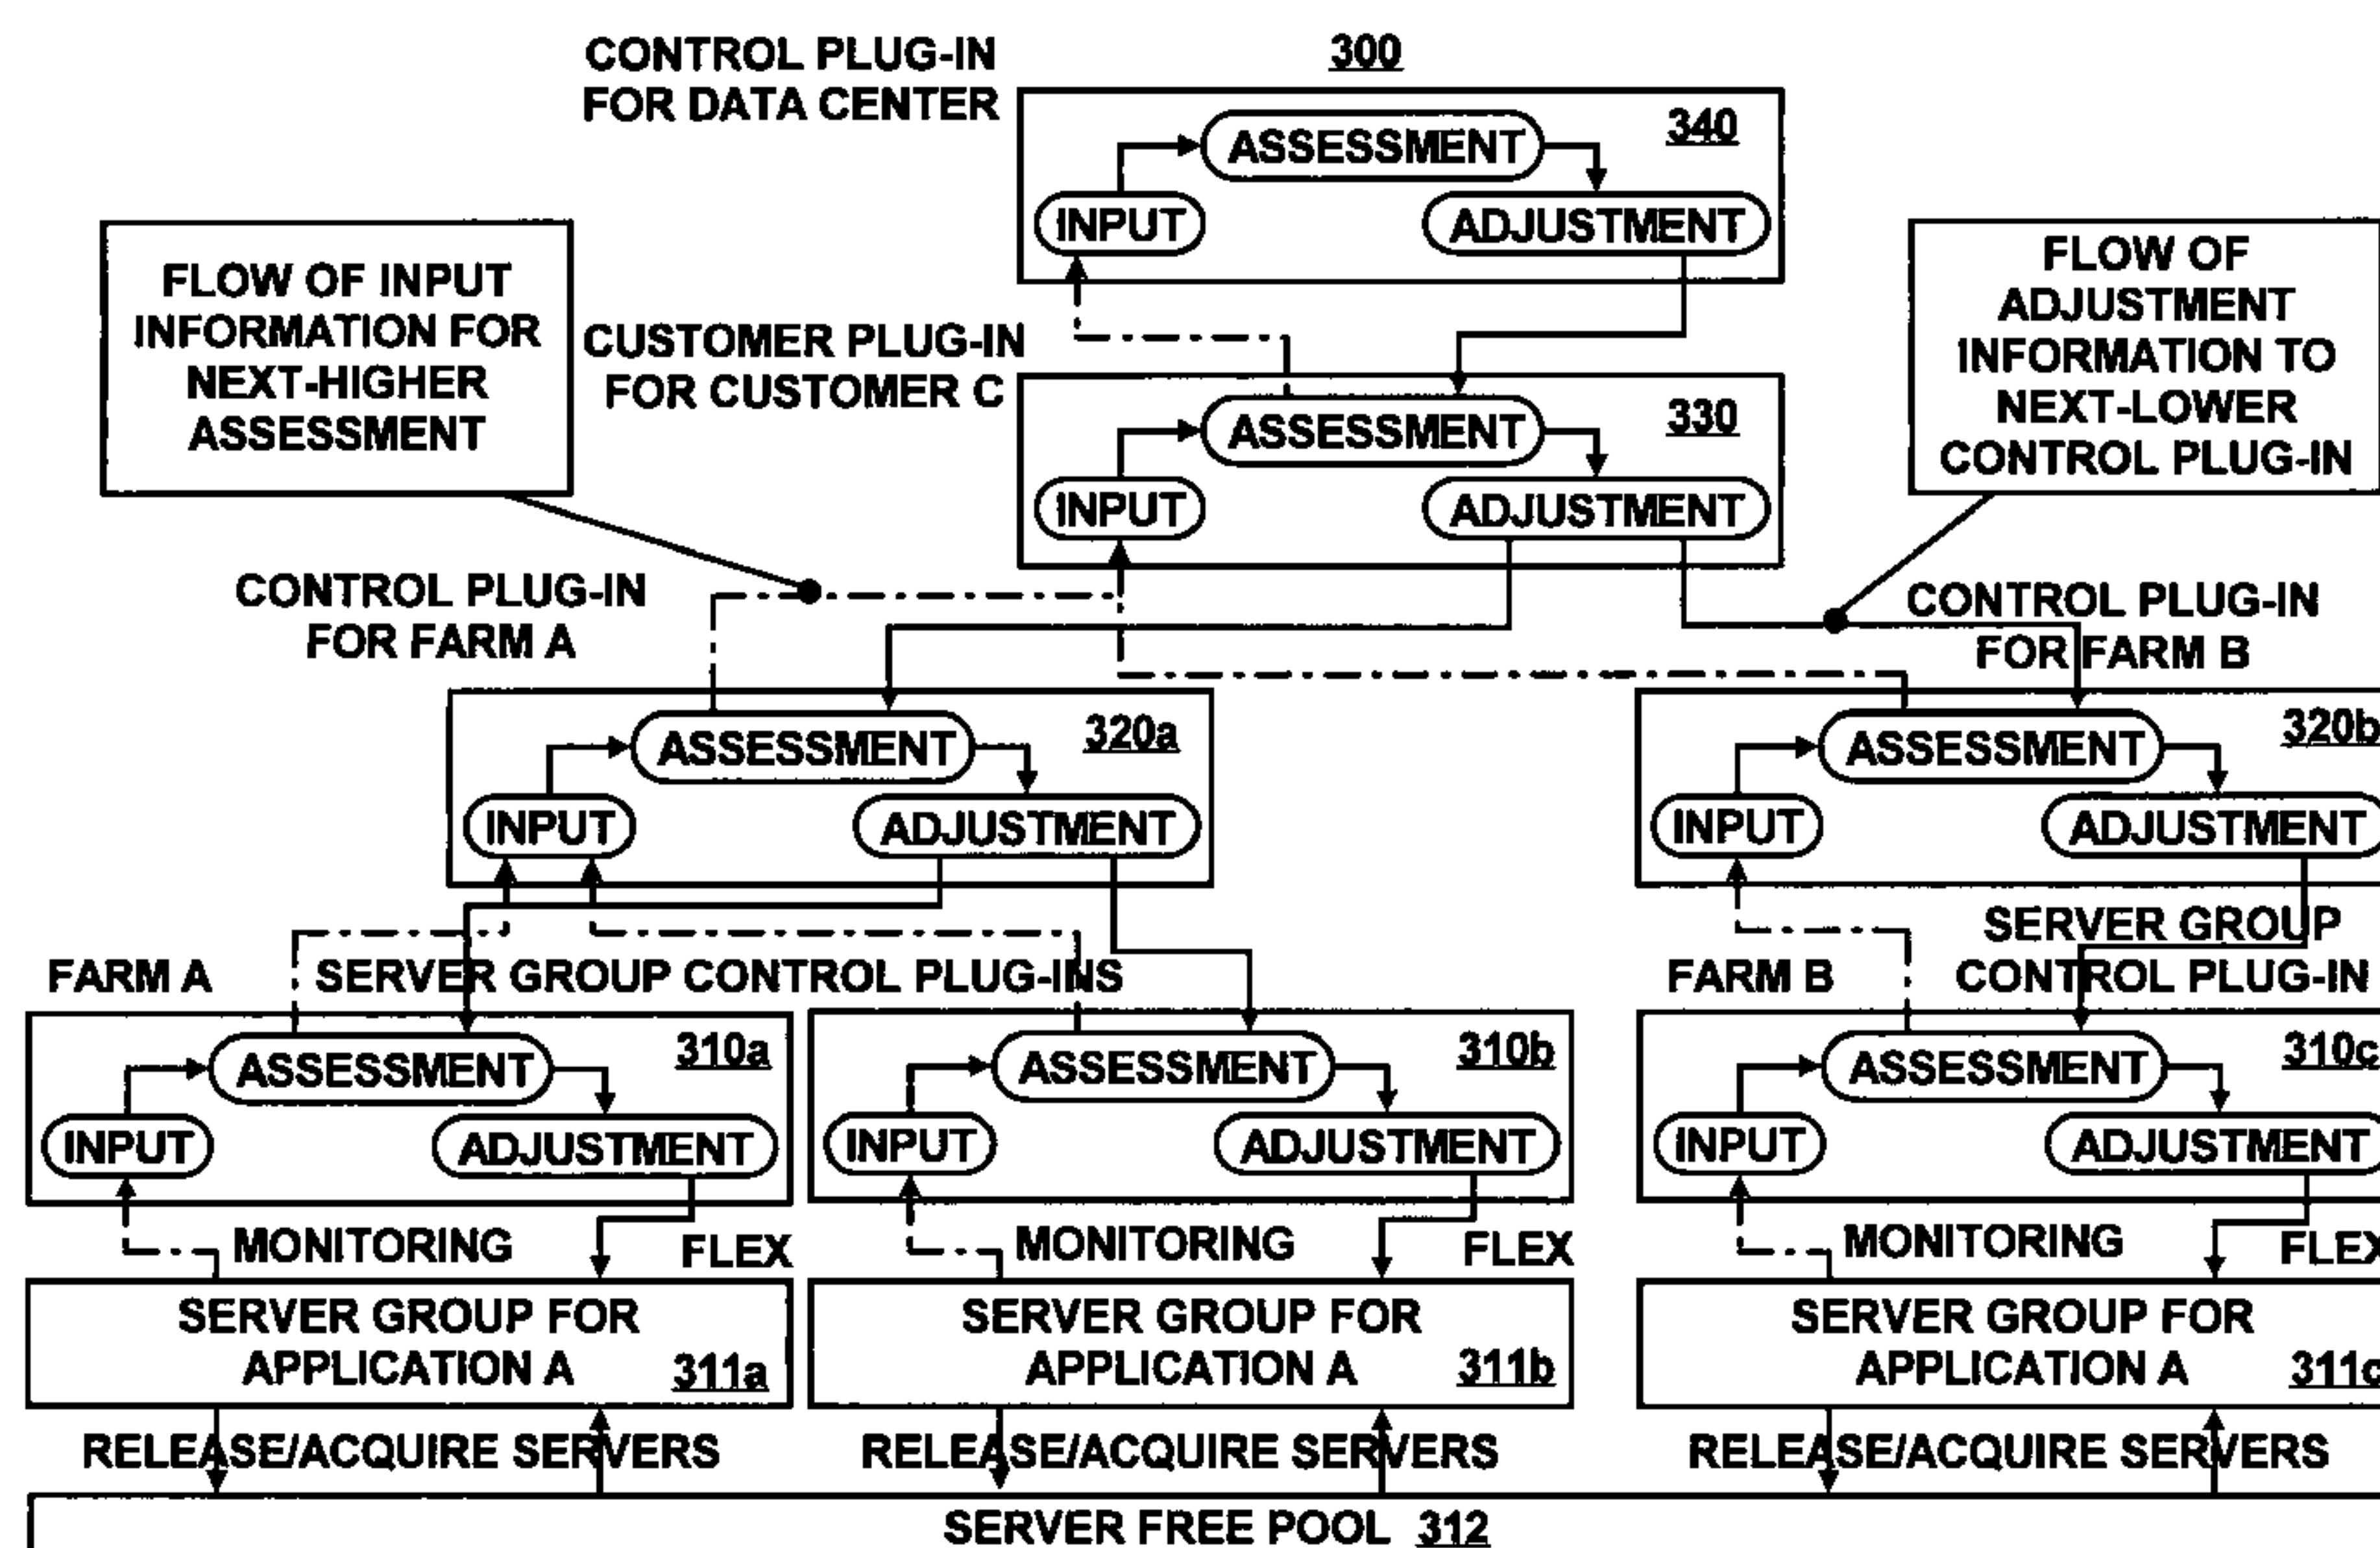 CONTROL PLUG-IN
FOR DATA CENTER
300
340
ASSESSMENT
INPUT
ADJUSTMENT
FLOW OF INPUT
INFORMATION FOR
NEXT-HIGHER
ASSESSMENT
FLOW OF
ADJUSTMENT
INFORMATION TO
NEXT-LOWER
CONTROL PLUG-IN
CUSTOMER PLUG-IN
FOR CUSTOMER C
330
ASSESSMENT
INPUT
ADJUSTMENT
CONTROL PLUG-IN
FOR FARM A
CONTROL PLUG-IN
FOR FARM B
320a
ASSESSMENT
INPUT
ADJUSTMENT
320b
ASSESSMENT
INPUT
ADJUSTMENT
FARM A
SERVER GROUP CONTROL PLUG-INS
FARM B
SERVER GROUP
CONTROL PLUG-IN
310a
ASSESSMENT
INPUT
ADJUSTMENT
310b
ASSESSMENT
INPUT
ADJUSTMENT
310c
ASSESSMENT
INPUT
ADJUSTMENT
MONITORING
FLEX
MONITORING
FLEX
MONITORING
FLEX
SERVER GROUP FOR
APPLICATION A
311a
SERVER GROUP FOR
APPLICATION A
311b
SERVER GROUP FOR
APPLICATION A
311c
RELEASE/ACQUIRE SERVERS
RELEASE/ACQUIRE SERVERS
RELEASE/ACQUIRE SERVERS
SERVER FREE POOL 312